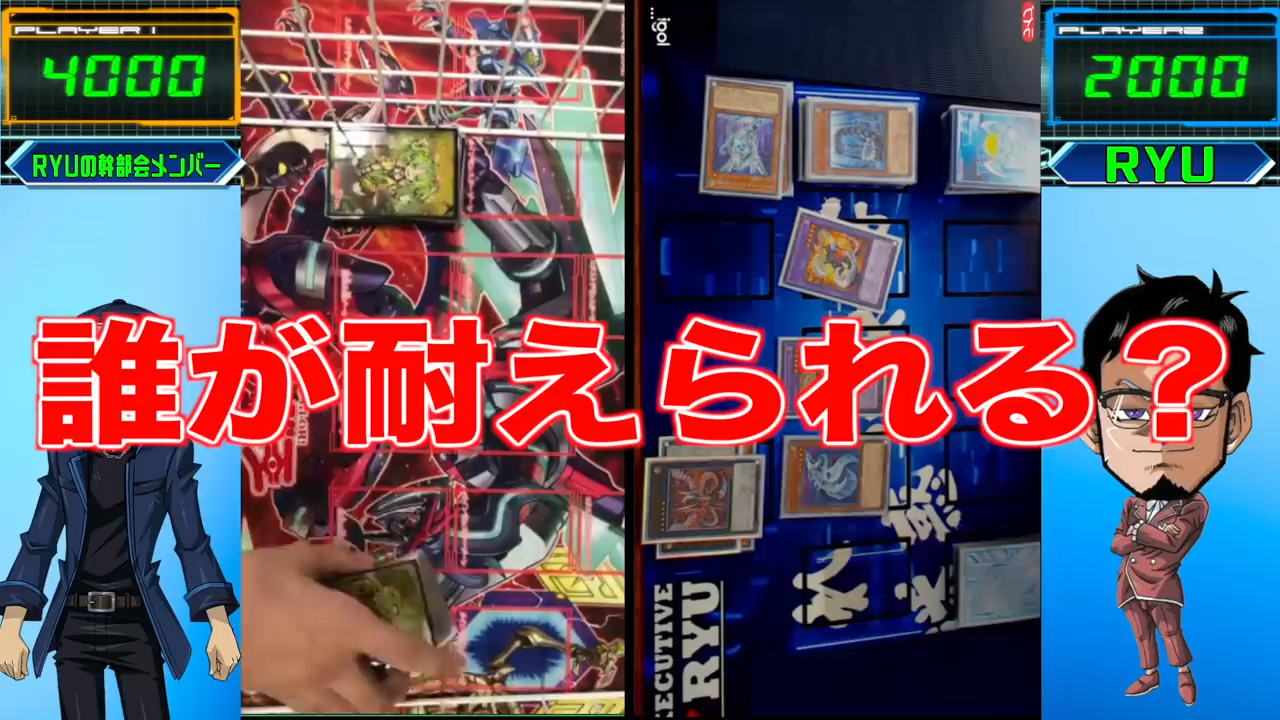 PLAYER 1
4000
RYUの幹部会メンバー
PLAYER2
2000
RYU
誰が耐えられる？
EXECUTIVE
RYU